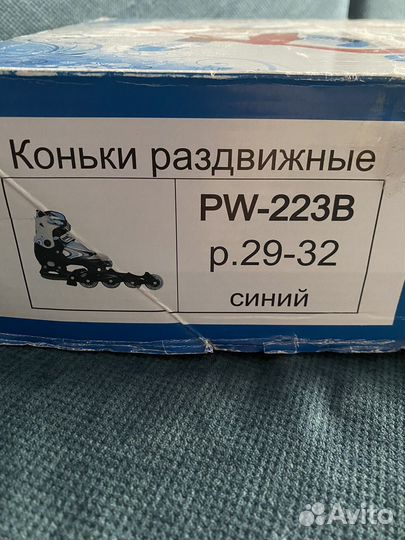 Коньки раздвижные
PW-223B
р.29-32
синий
Avito